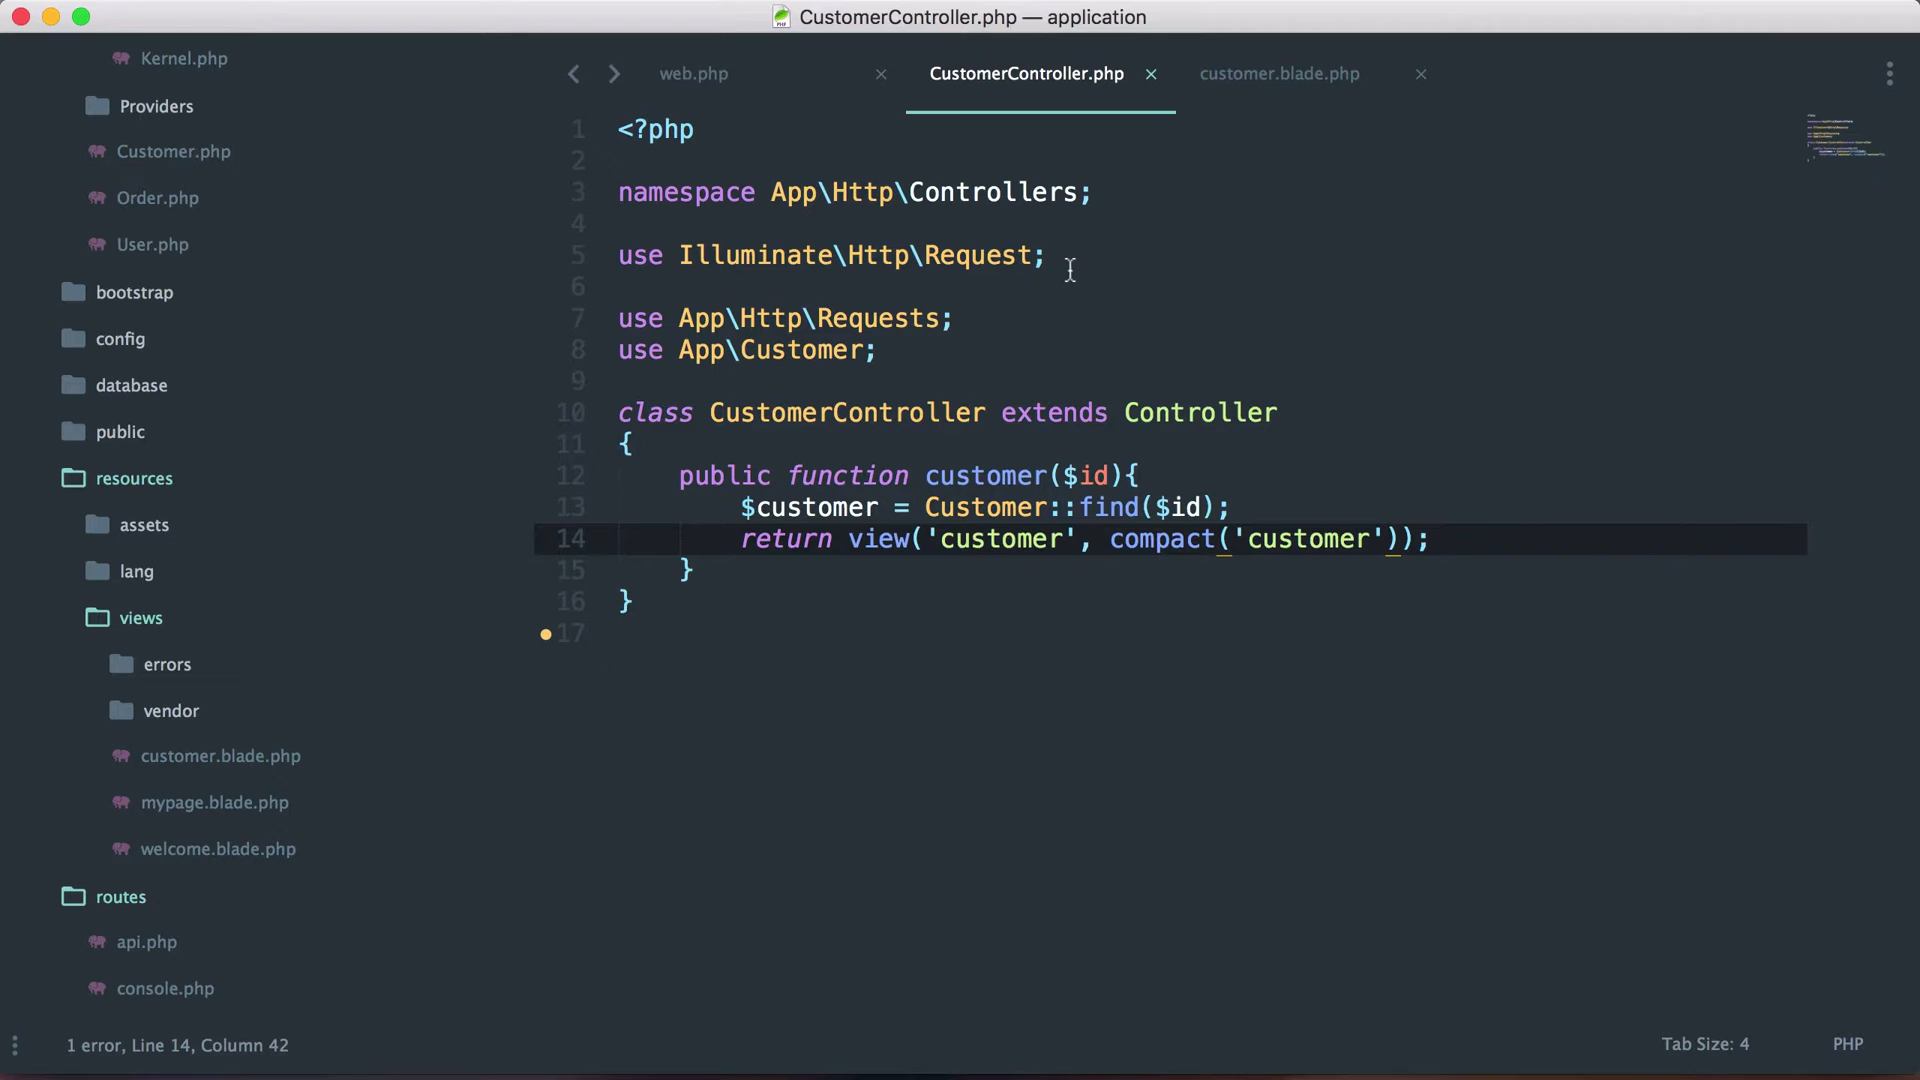 CustomerController.php — application
Kernel.php
Providers
Customer.php
Order.php
User.php
bootstrap
config
database
public
resources
assets
lang
views
errors
vendor
customer.blade.php
mypage.blade.php
welcome.blade.php
routes
api.php
console.php
web.php
CustomerController.php
customer.blade.php
1 <?php
2
3 namespace App\Http\Controllers;
4
5 use Illuminate\Http\Request;
6
7 use App\Http\Requests;
8 use App\Customer;
9
10 class CustomerController extends Controller
11 {
12 public function customer($id){
13 $customer = Customer::find($id);
14 return view('customer', compact('customer'));
15 }
16 }
17
1 error, Line 14, Column 42
Tab Size: 4
PHP